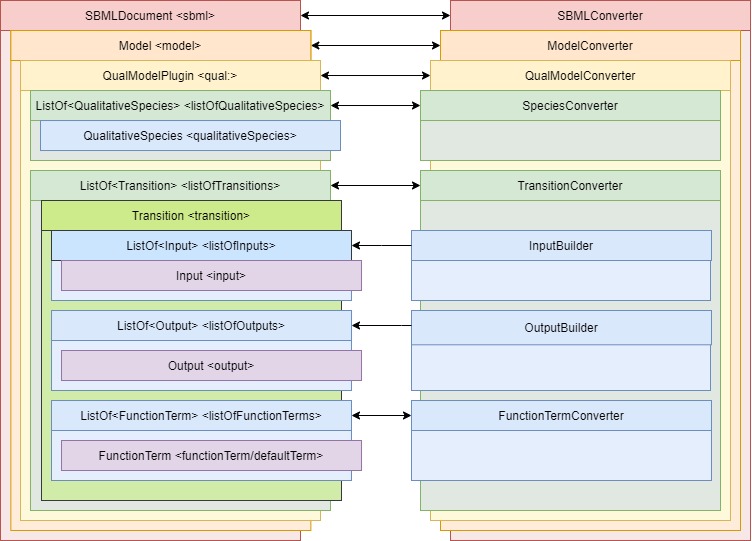 SBMLDocument <sbml> SBMLConverter
Model <model> ModelConverter
QualModelPlugin <qual:> QualModelConverter
ListOf<QualitativeSpecies> <listOfQualitativeSpecies> SpeciesConverter
QualitativeSpecies <qualitativeSpecies>
ListOf<Transition> <listOfTransitions> TransitionConverter
Transition <transition>
ListOf<Input> <listOfInputs> InputBuilder
Input <input>
ListOf<Output> <listOfOutputs> OutputBuilder
Output <output>
ListOf<FunctionTerm> <listOfFunctionTerms> FunctionTermConverter
FunctionTerm <functionTerm/defaultTerm>